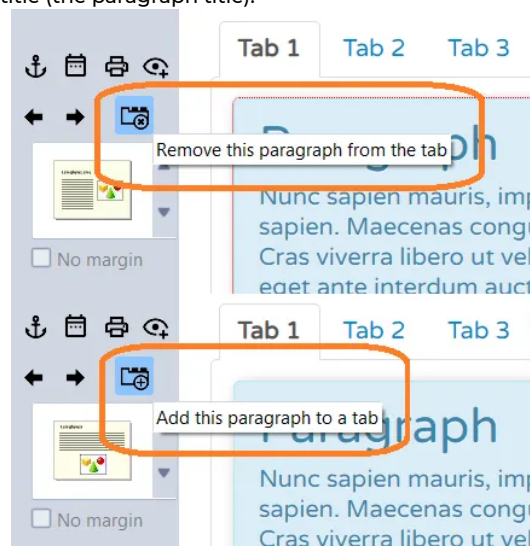 title (the paragraph title).
Tab 1 Tab 2 Tab 3
Remove this paragraph from the tab
Nunc sapien mauris, imp
sapien. Maecenas congu
Cras viverra libero ut vel
eget ante interdum auct
No margin
Tab 1 Tab 2 Tab 3
Add this paragraph to a tab
Paragraph
Nunc sapien mauris, imp
sapien. Maecenas congu
Cras viverra libero ut vel
No margin